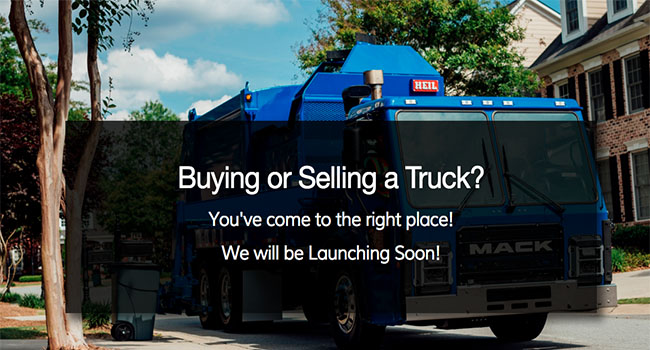 HEIL
Buying or Selling a Truck?
You've come to the right place!
We will be Launching Soon!
MACK